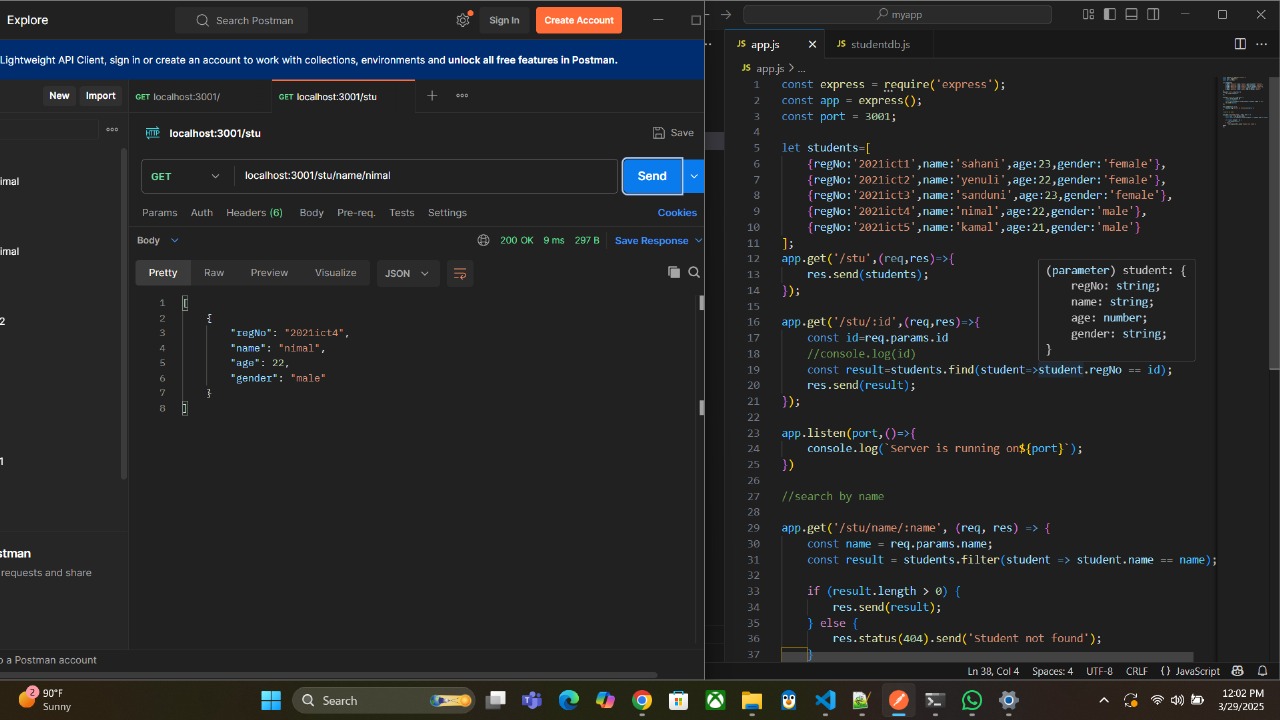 Explore
Search Postman
Sign In
Create Account
Lightweight API Client, sign in or create an account to work with collections, environments and unlock all free features in Postman.
New
Import
GET localhost:3001/
GET localhost:3001/stu
localhost:3001/stu
Save
GET
localhost:3001/stu/name/nimal
Send
Params Auth Headers (6) Body Pre-req. Tests Settings
Cookies
Body
200 OK 9 ms 297 B Save Response
Pretty Raw Preview Visualize JSON
1 [
2 {
3 "regNo": "2021ict4",
4 "name": "nimal",
5 "age": 22,
6 "gender": "male"
7 }
8 ]
imal
imal
2
1
stman
requests and share
o a Postman account
myapp
JS app.js
JS studentdb.js
JS app.js > ...
1 const express = require('express');
2 const app = express();
3 const port = 3001;
4
5 let students=[
6 {regNo:'2021ict1',name:'sahani',age:23,gender:'female'},
7 {regNo:'2021ict2',name:'yenuli',age:22,gender:'female'},
8 {regNo:'2021ict3',name:'sanduni',age:23,gender:'female'},
9 {regNo:'2021ict4',name:'nimal',age:22,gender:'male'},
10 {regNo:'2021ict5',name:'kamal',age:21,gender:'male'}
11 ];
12 app.get('/stu',(req,res)=>{
13 res.send(students);
14 });
15
16 app.get('/stu/:id',(req,res)=>{
17 const id=req.params.id
18 //console.log(id)
19 const result=students.find(student=>student.regNo == id);
20 res.send(result);
21 });
22
23 app.listen(port,()=>{
24 console.log(`Server is running on${port}`);
25 })
26
27 //search by name
28
29 app.get('/stu/name/:name', (req, res) => {
30 const name = req.params.name;
31 const result = students.filter(student => student.name == name);
32
33 if (result.length > 0) {
34 res.send(result);
35 } else {
36 res.status(404).send('Student not found');
37 }
(parameter) student: {
regNo: string;
name: string;
age: number;
gender: string;
}
Ln 38, Col 4 Spaces: 4 UTF-8 CRLF {} JavaScript
2
90°F
Sunny
Search
12:02 PM
3/29/2025